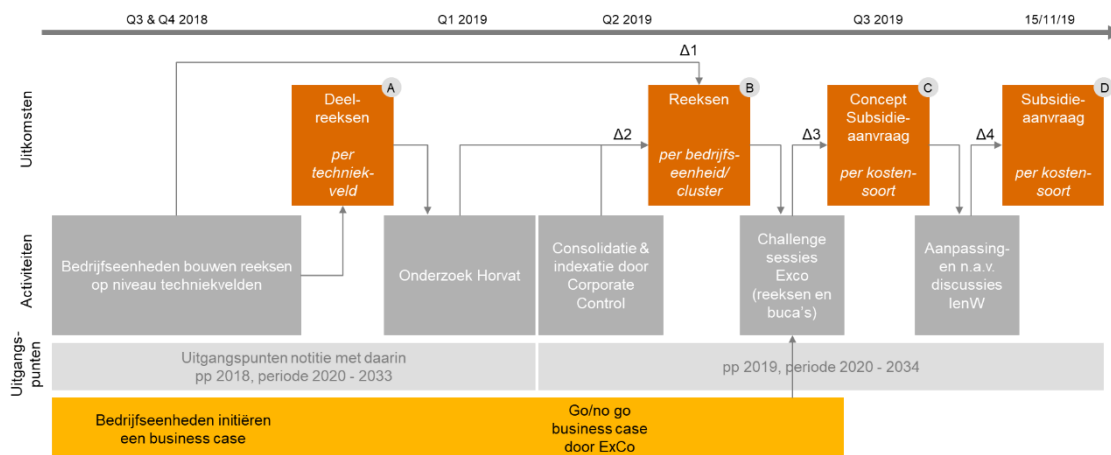 Q3 & Q4 2018
Q1 2019
Q2 2019
Q3 2019
15/11/19
Uitkomsten
Δ1
A
Deel-
reeksen
per
techniek-
veld
Δ2
B
Reeksen
per bedrijfs-
eenheid/
cluster
Δ3
C
Concept
Subsidie-
aanvraag
per kosten-
soort
Δ4
D
Subsidie-
aanvraag
per kosten-
soort
Activiteiten
Bedrijfseenheden bouwen reeksen
op niveau techniekvelden
Onderzoek Horvat
Consolidatie &
indexatie door
Corporate
Control
Challenge
sessies
Exco
(reeksen en
buca's)
Aanpassing-
en n.a.v.
discussies
IenW
Uitgangs-
punten
Uitgangspunten notitie met daarin
pp 2018, periode 2020 - 2033
pp 2019, periode 2020 - 2034
Bedrijfseenheden initiëren
een business case
Go/no go
business case
door ExCo